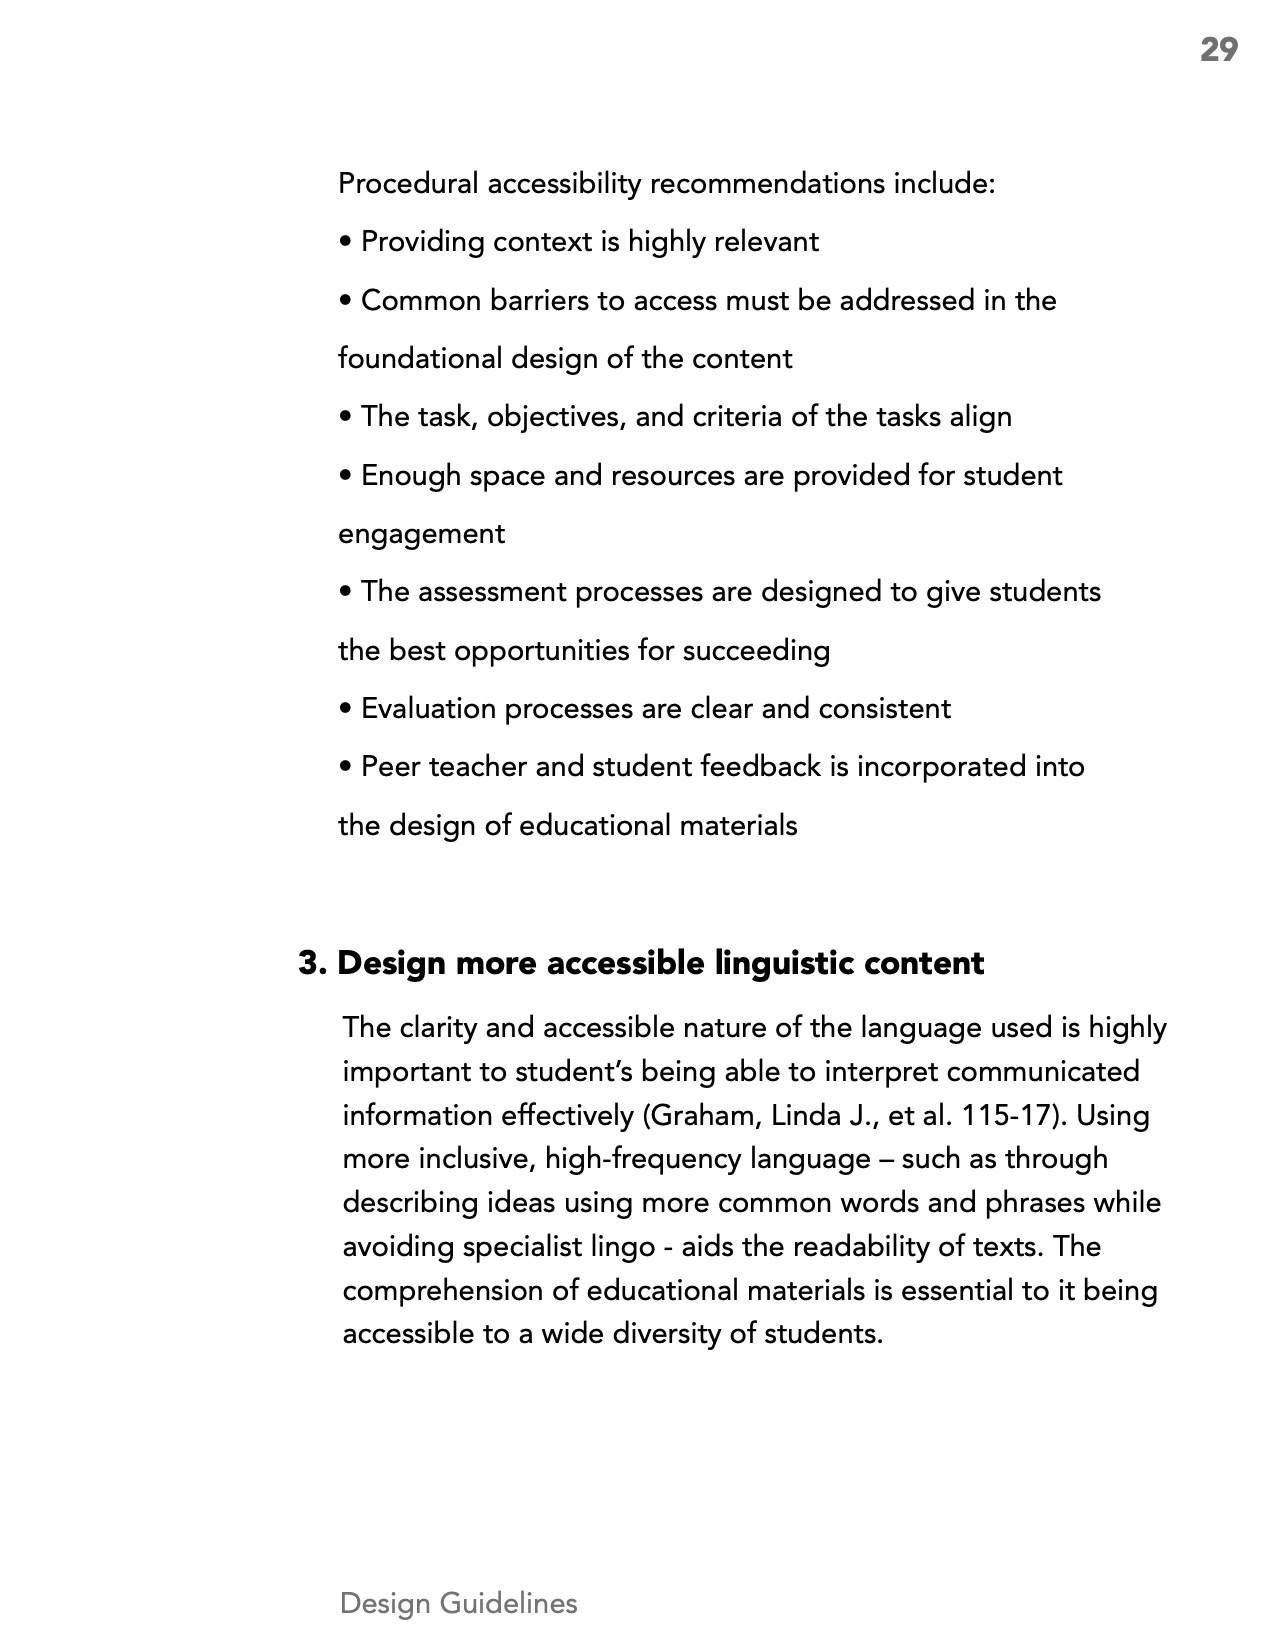 29
Procedural accessibility recommendations include:
• Providing context is highly relevant
• Common barriers to access must be addressed in the
foundational design of the content
• The task, objectives, and criteria of the tasks align
• Enough space and resources are provided for student
engagement
• The assessment processes are designed to give students
the best opportunities for succeeding
• Evaluation processes are clear and consistent
• Peer teacher and student feedback is incorporated into
the design of educational materials
3. Design more accessible linguistic content
The clarity and accessible nature of the language used is highly
important to student’s being able to interpret communicated
information effectively (Graham, Linda J., et al. 115-17). Using
more inclusive, high-frequency language – such as through
describing ideas using more common words and phrases while
avoiding specialist lingo - aids the readability of texts. The
comprehension of educational materials is essential to it being
accessible to a wide diversity of students.
Design Guidelines